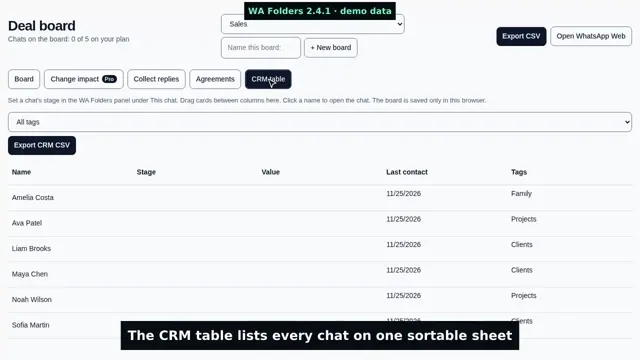 WA Folders 2.4.1 · demo data
Deal board
Chats on the board: 0 of 5 on your plan
Sales
Name this board:
+ New board
Export CSV
Open WhatsApp Web
Board
Change impact Pro
Collect replies
Agreements
CRM table
Set a chat's stage in the WA Folders panel under This chat. Drag cards between columns here. Click a name to open the chat. The board is saved only in this browser.
All tags
Export CRM CSV
Name Stage Value Last contact Tags
Amelia Costa 11/25/2026 Family
Ava Patel 11/25/2026 Projects
Liam Brooks 11/25/2026 Clients
Maya Chen 11/25/2026 Clients
Noah Wilson 11/25/2026 Projects
Sofia Martin 11/25/2026 Clients
The CRM table lists every chat on one sortable sheet